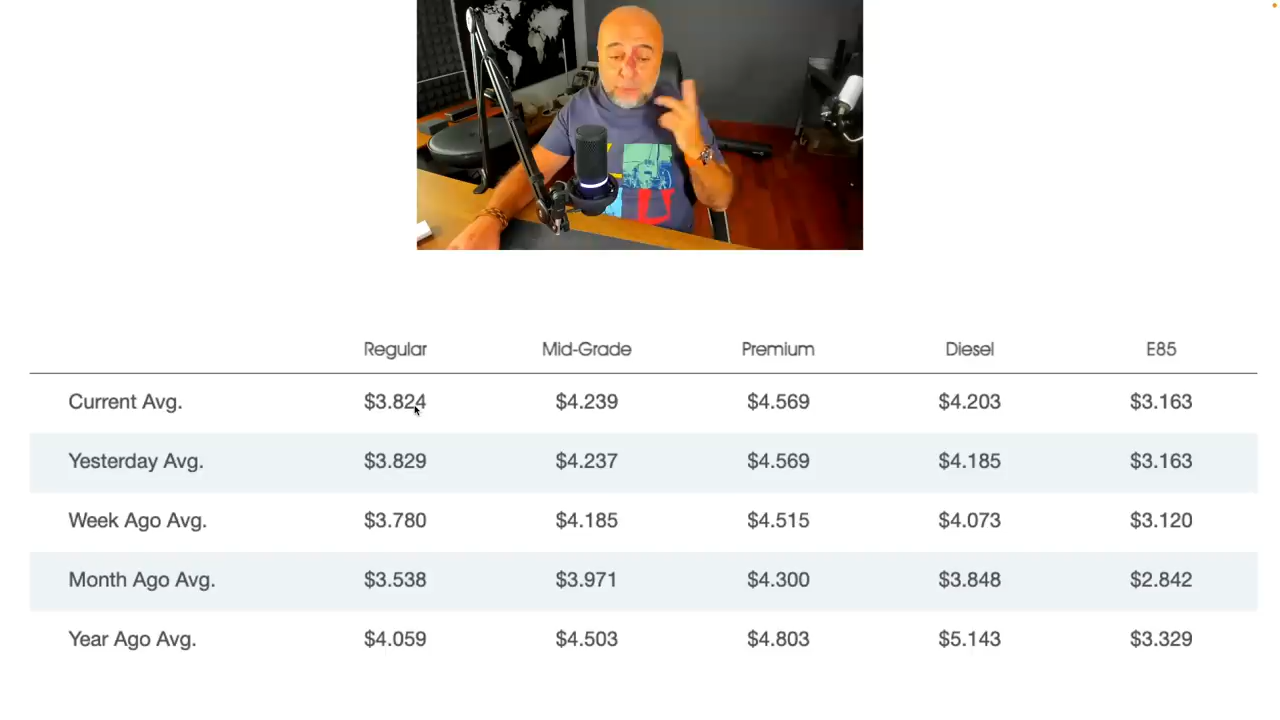 Regular Mid-Grade Premium Diesel E85
Current Avg. $3.824 $4.239 $4.569 $4.203 $3.163
Yesterday Avg. $3.829 $4.237 $4.569 $4.185 $3.163
Week Ago Avg. $3.780 $4.185 $4.515 $4.073 $3.120
Month Ago Avg. $3.538 $3.971 $4.300 $3.848 $2.842
Year Ago Avg. $4.059 $4.503 $4.803 $5.143 $3.329